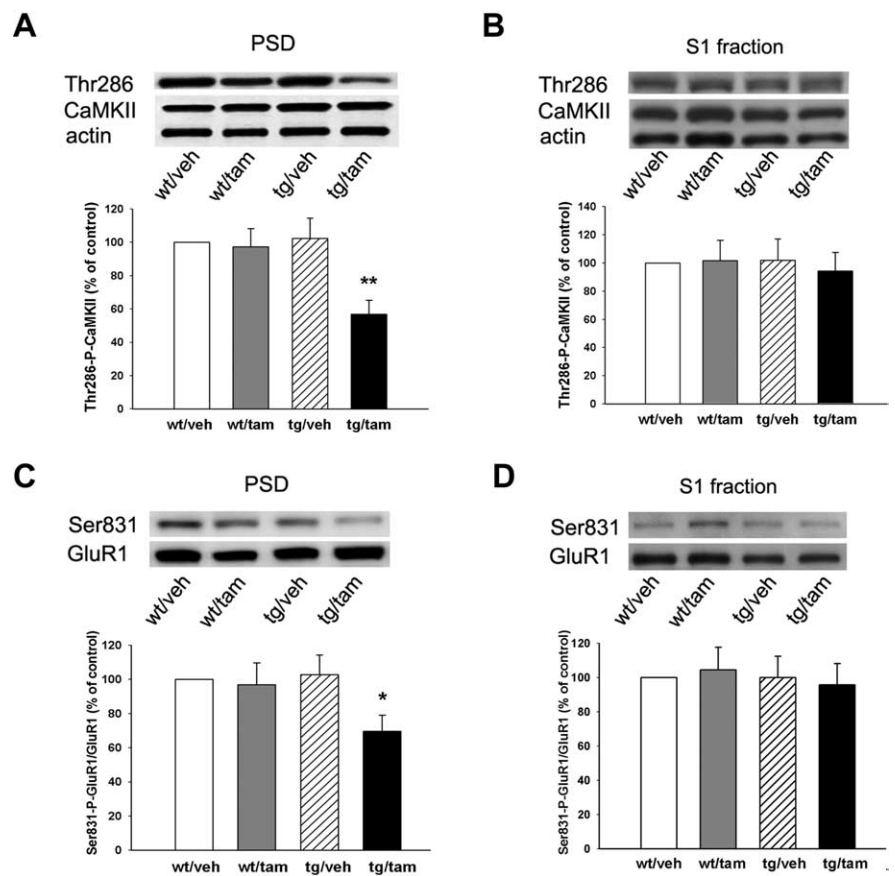 A
PSD
Thr286
CaMKII
actin
wt/veh
wt/tam
tg/veh
tg/tam
Thr286-P-CaMKII (% of control)
120
100
80
60
40
20
0
**
wt/veh wt/tam tg/veh tg/tam
B
S1 fraction
Thr286
CaMKII
actin
wt/veh
wt/tam
tg/veh
tg/tam
Thr286-P-CaMKII (% of control)
140
120
100
80
60
40
20
0
wt/veh wt/tam tg/veh tg/tam
C
PSD
Ser831
GluR1
wt/veh
wt/tam
tg/veh
tg/tam
Ser831-P-GluR1/GluR1 (% of control)
120
100
80
60
40
20
0
*
wt/veh wt/tam tg/veh tg/tam
D
S1 fraction
Ser831
GluR1
wt/veh
wt/tam
tg/veh
tg/tam
Ser831-P-GluR1/GluR1 (% of control)
120
100
80
60
40
20
0
wt/veh wt/tam tg/veh tg/tam